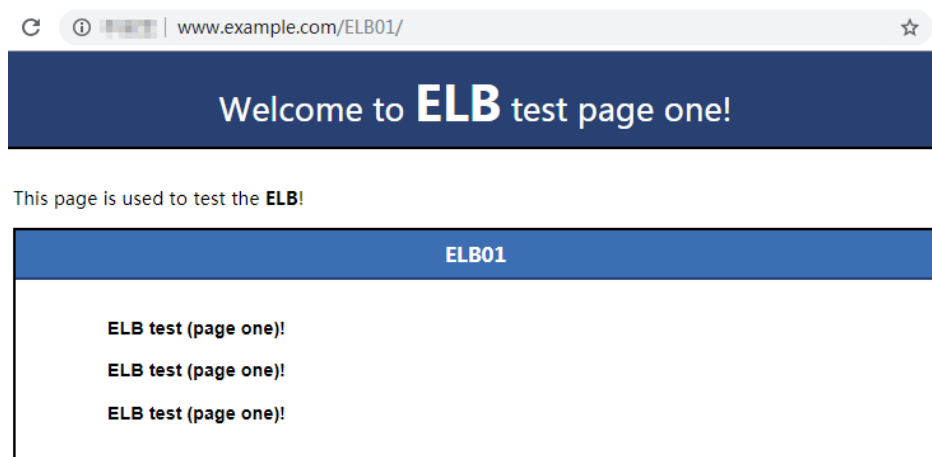 www.example.com/ELB01/
Welcome to ELB test page one!
This page is used to test the ELB!
ELB01
ELB test (page one)!
ELB test (page one)!
ELB test (page one)!